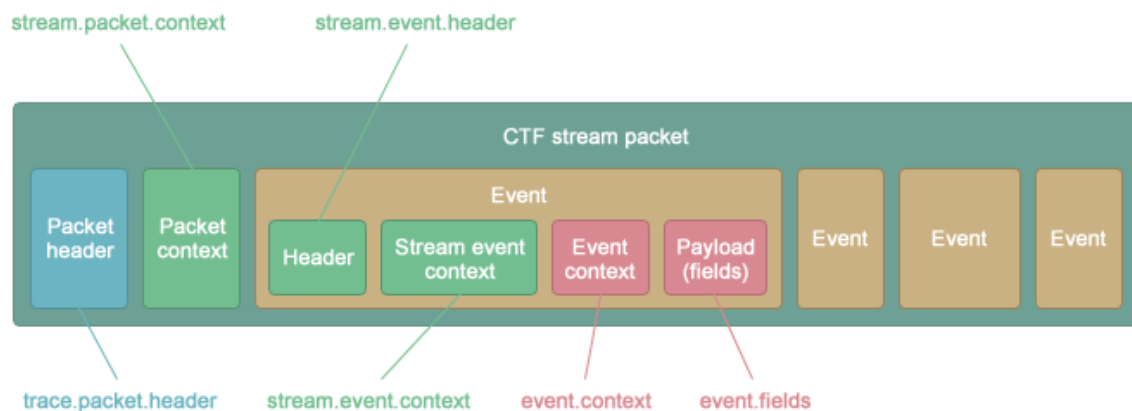 stream.packet.context
stream.event.header
CTF stream packet
Event
Packet
header
Packet
context
Header
Stream event
context
Event
context
Payload
(fields)
Event
Event
Event
trace.packet.header
stream.event.context
event.context
event.fields